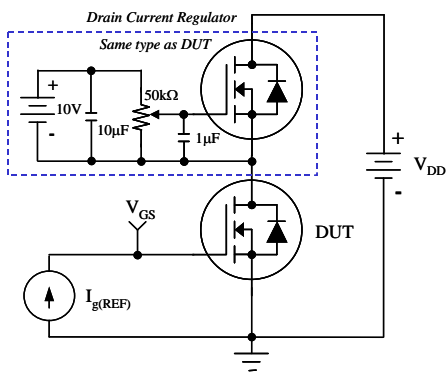 Drain Current Regulator
Same type as DUT
+
10V
-
10μF
50kΩ
1μF
+
V_DD
-
V_GS
DUT
I_g(REF)